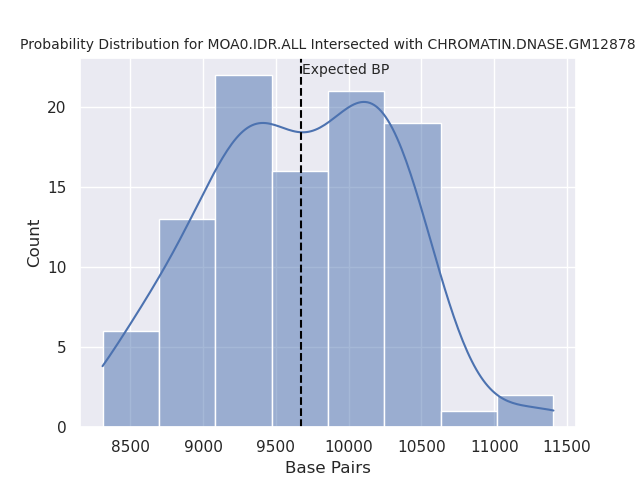 Probability Distribution for MOA0.IDR.ALL Intersected with CHROMATIN.DNASE.GM12878
Expected BP
20
15
10
5
0
Count
8500 9000 9500 10000 10500 11000 11500
Base Pairs